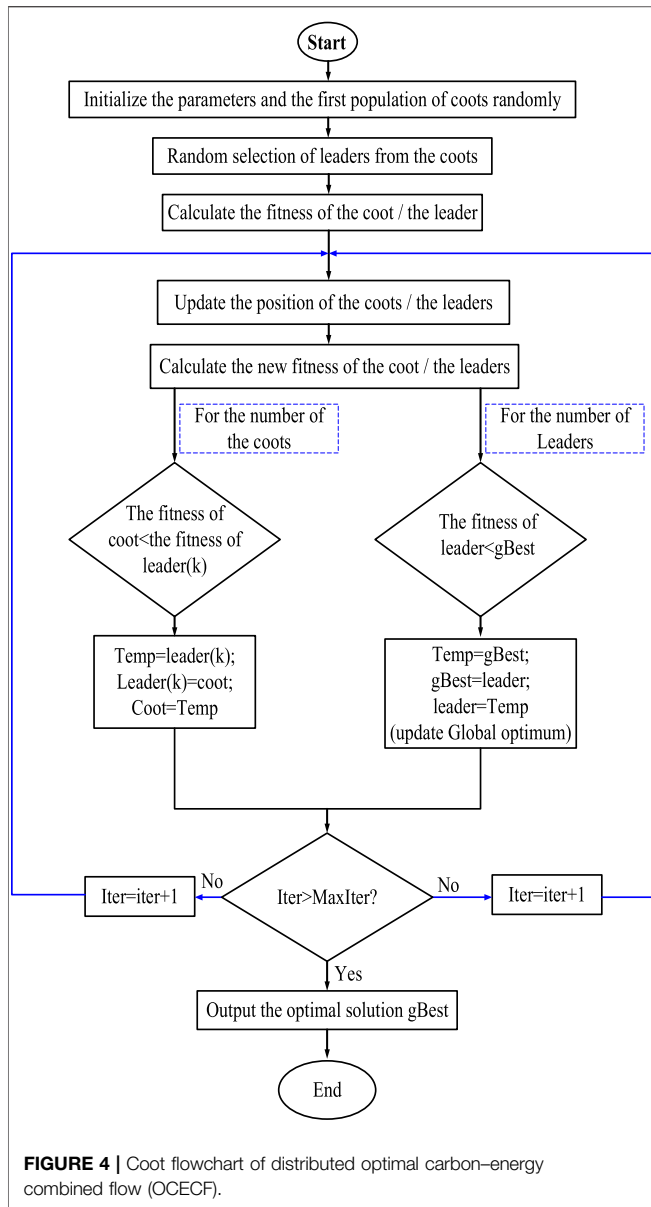 Start
Initialize the parameters and the first population of coots randomly
Random selection of leaders from the coots
Calculate the fitness of the coot / the leader
Update the position of the coots / the leaders
Calculate the new fitness of the coot / the leaders
For the number of
the coots
For the number of
Leaders
The fitness of
coot<the fitness of
leader(k)
The fitness of
leader<gBest
Temp=leader(k);
Leader(k)=coot;
Coot=Temp
Temp=gBest;
gBest=leader;
leader=Temp
(update Global optimum)
Iter=iter+1
No
Iter>MaxIter?
No
Iter=iter+1
Yes
Output the optimal solution gBest
End
FIGURE 4 | Coot flowchart of distributed optimal carbon–energy
combined flow (OCECF).